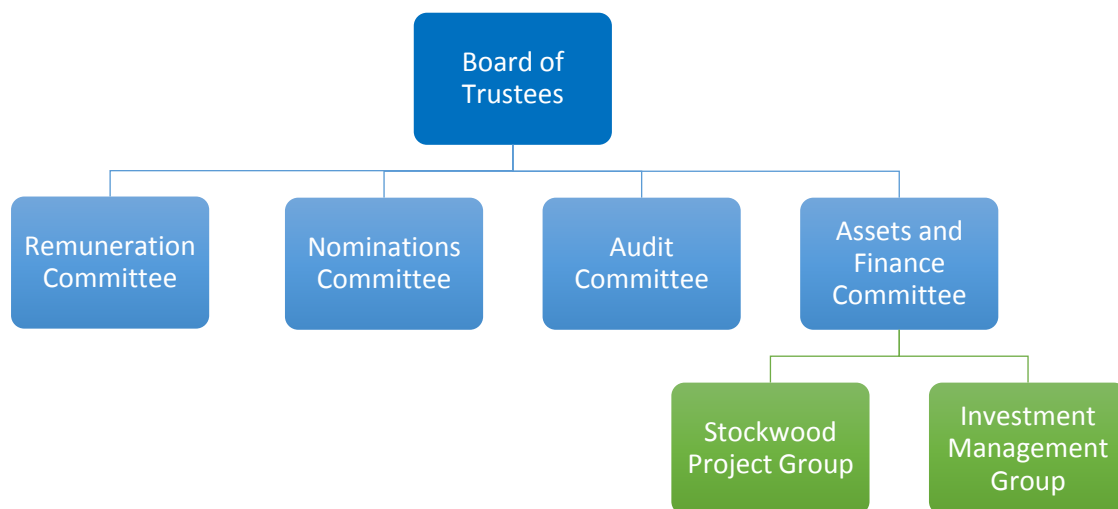 Board of
Trustees
Remuneration
Committee
Nominations
Committee
Audit
Committee
Assets and
Finance
Committee
Stockwood
Project Group
Investment
Management
Group